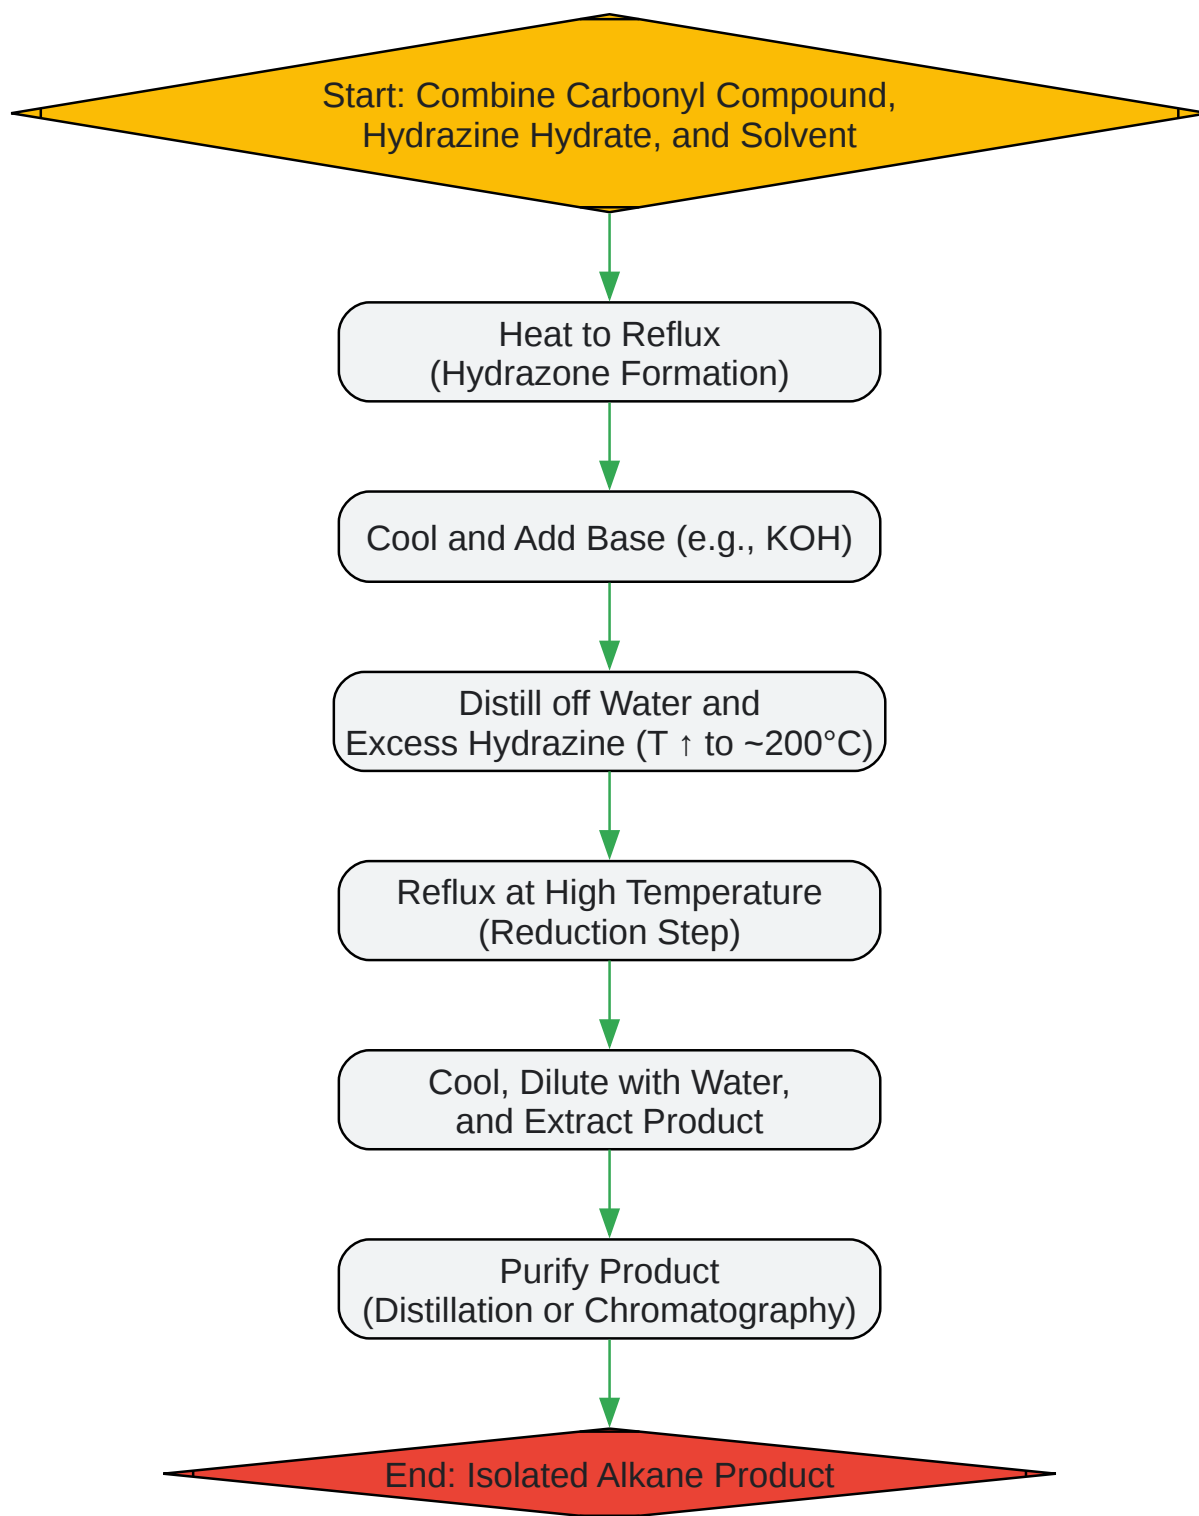 Start: Combine Carbonyl Compound,
Hydrazine Hydrate, and Solvent
Heat to Reflux
(Hydrazone Formation)
Cool and Add Base (e.g., KOH)
Distill off Water and
Excess Hydrazine (T ↑ to ~200°C)
Reflux at High Temperature
(Reduction Step)
Cool, Dilute with Water,
and Extract Product
Purify Product
(Distillation or Chromatography)
End: Isolated Alkane Product